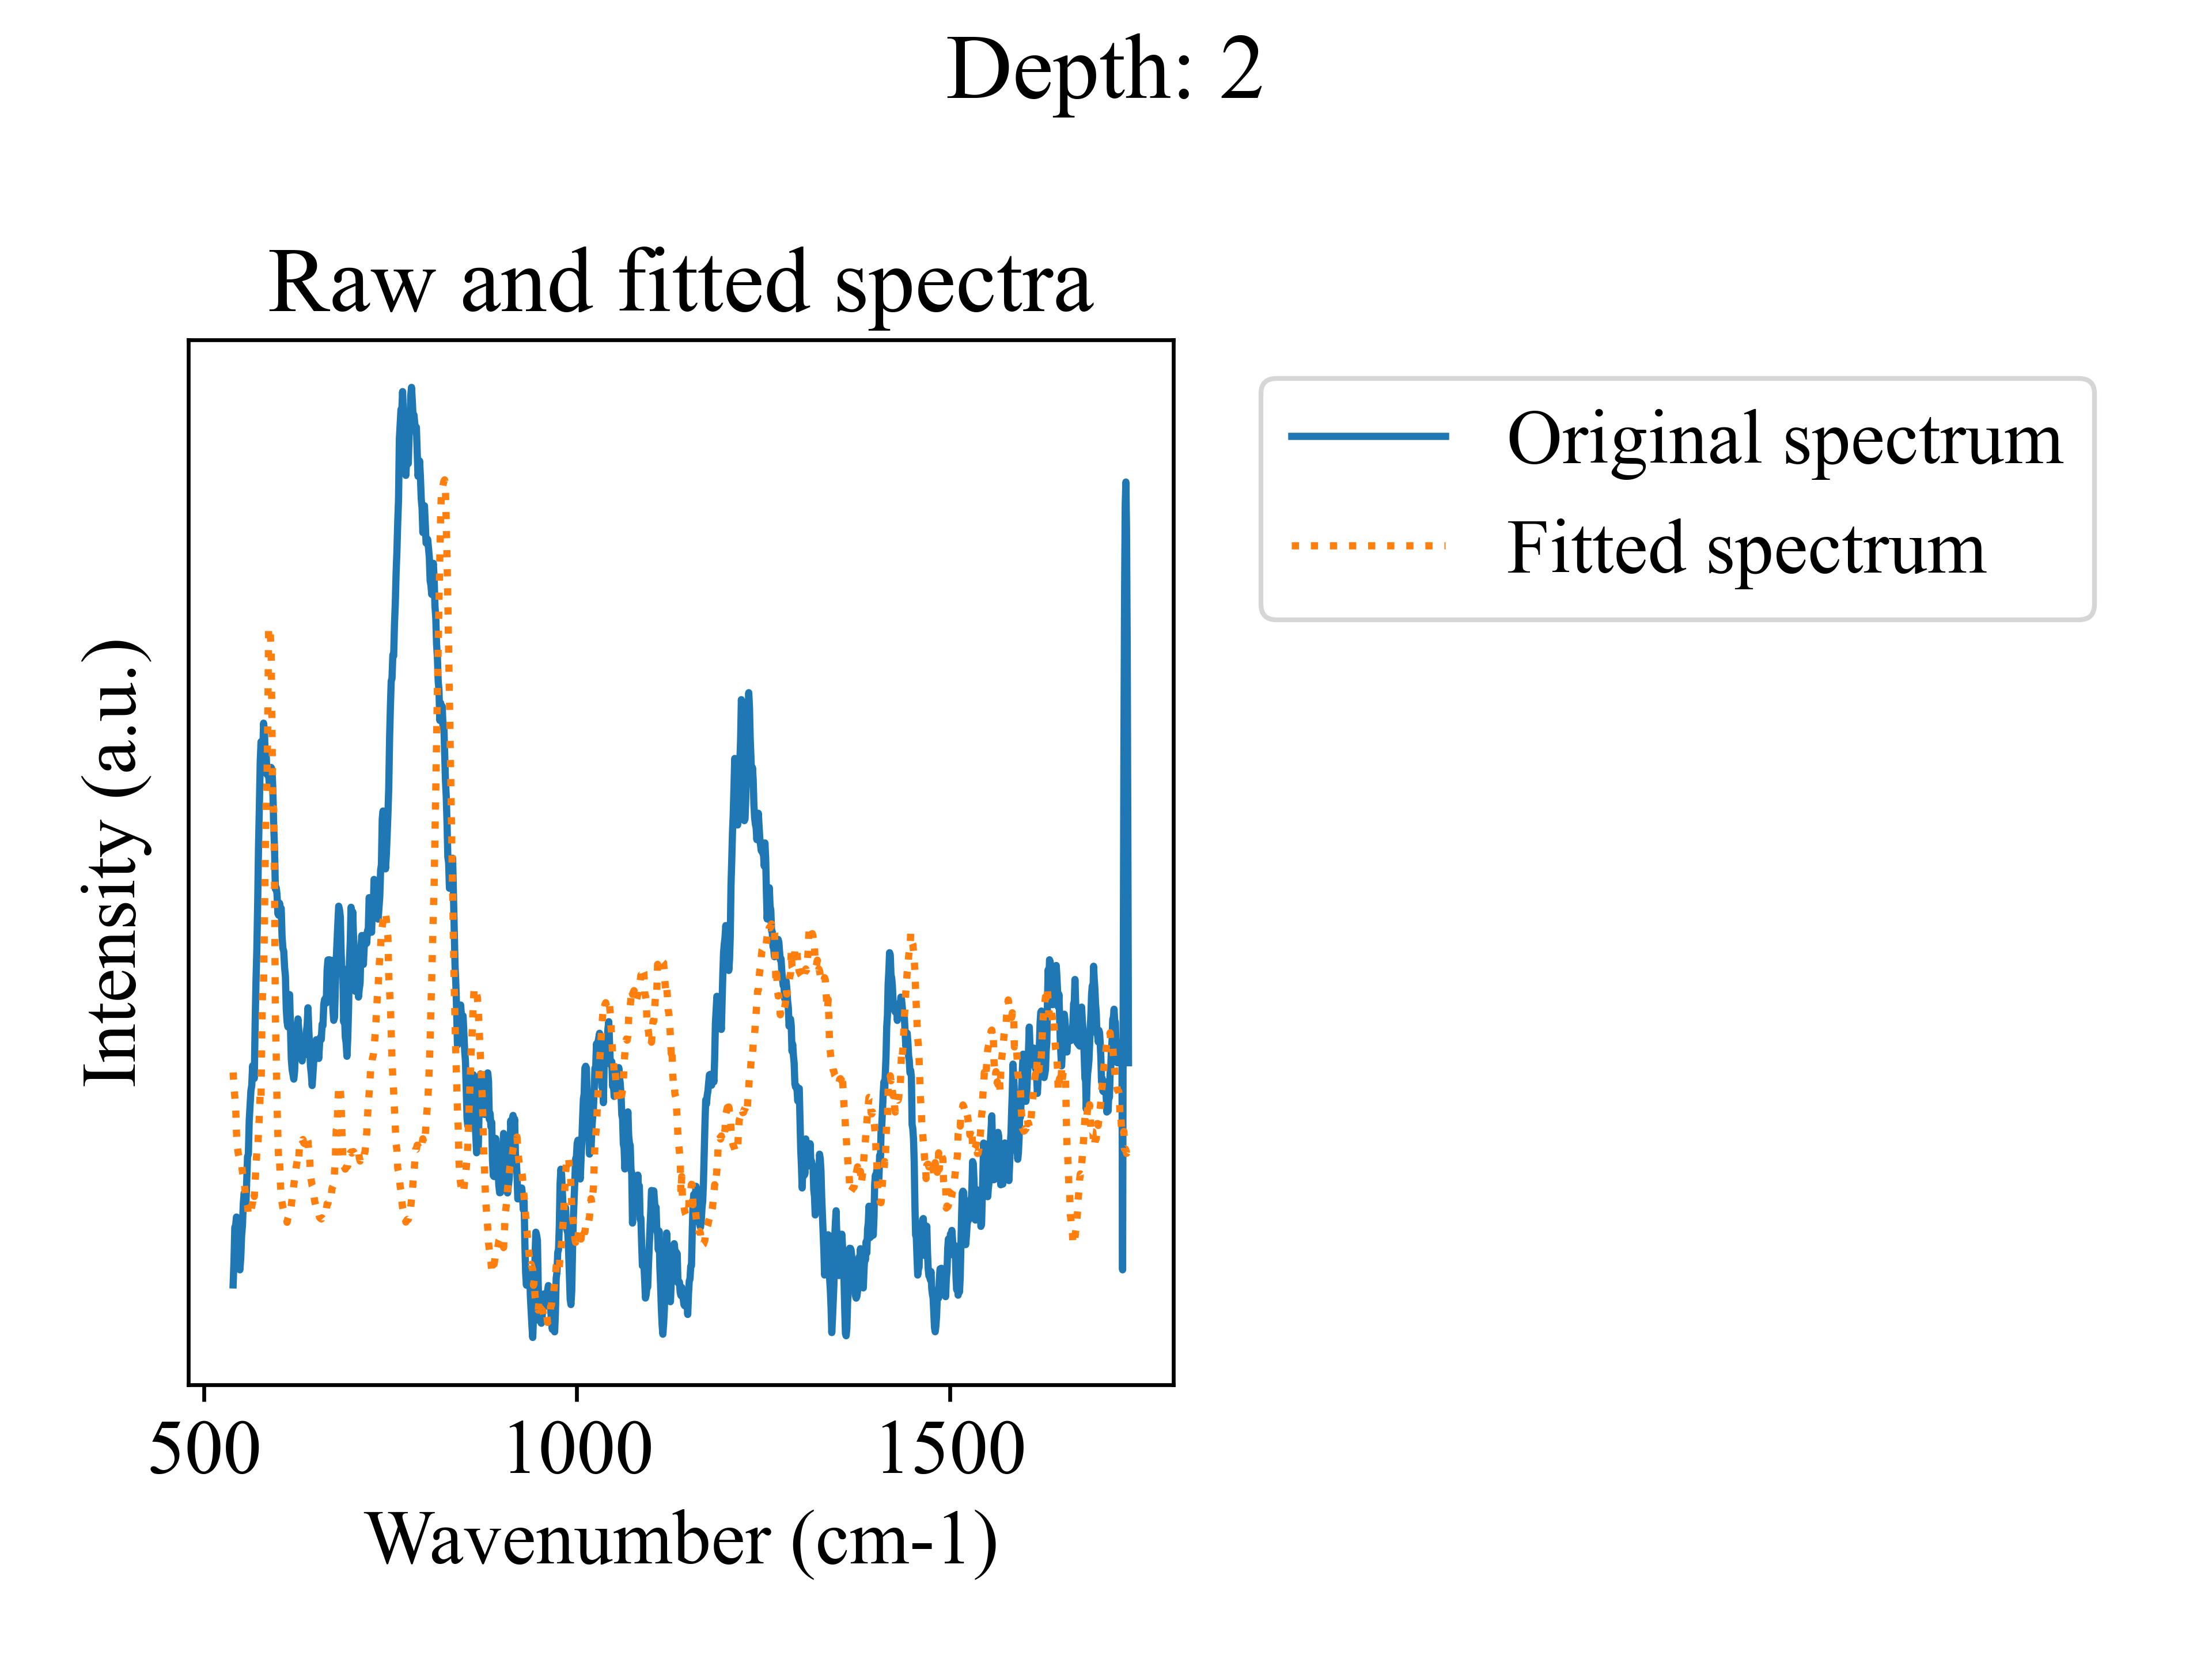 Depth: 2
Raw and fitted spectra
Original spectrum
Fitted spectrum
Intensity (a.u.)
500 1000 1500
Wavenumber (cm-1)